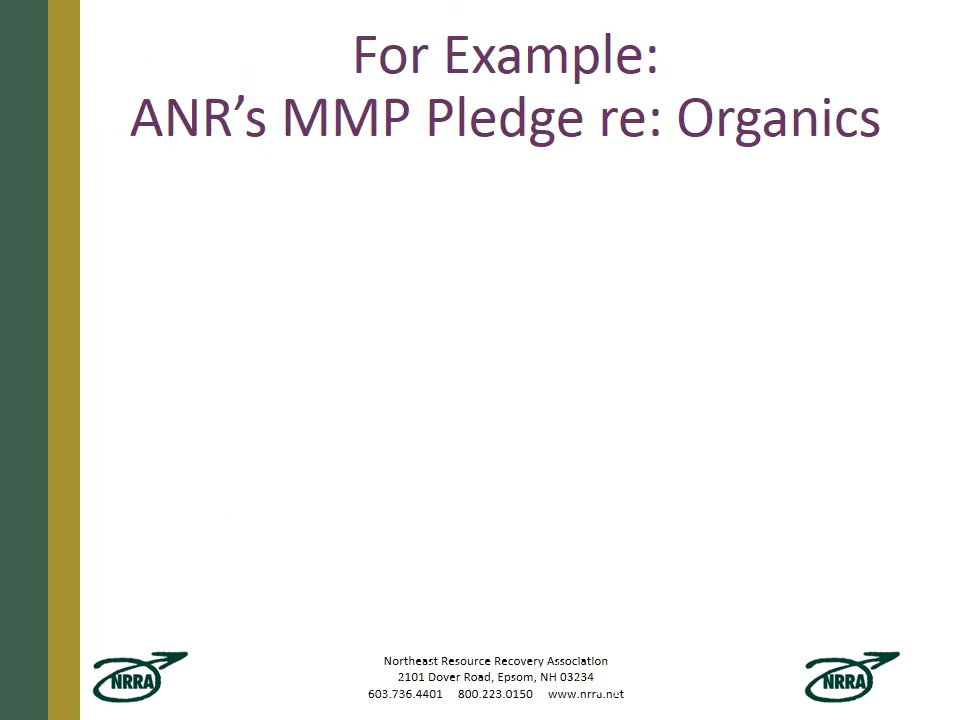 For Example:
ANR’s MMP Pledge re: Organics
NRRA
Northeast Resource Recovery Association
2101 Dover Road, Epsom, NH 03234
603.736.4401 800.223.0150 www.nrra.net
NRRA